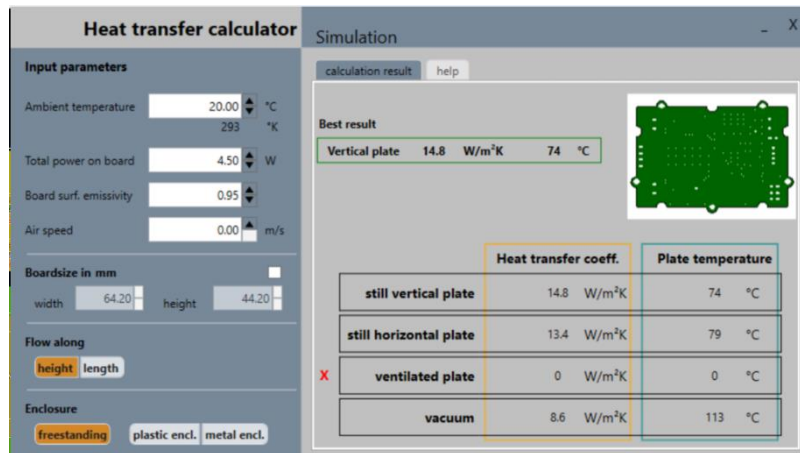 Heat transfer calculator
Input parameters
Ambient temperature 20.00 °C
293 °K
Total power on board 4.50 W
Board surf. emissivity 0.95
Air speed 0.00 m/s
Boardsize in mm
width 64.20 height 44.20
Flow along
height length
Enclosure
freestanding plastic encl. metal encl.
Simulation _ X
calculation result help
Best result
Vertical plate 14.8 W/m²K 74 °C
Heat transfer coeff. Plate temperature
still vertical plate 14.8 W/m²K 74 °C
still horizontal plate 13.4 W/m²K 79 °C
X ventilated plate 0 W/m²K 0 °C
vacuum 8.6 W/m²K 113 °C